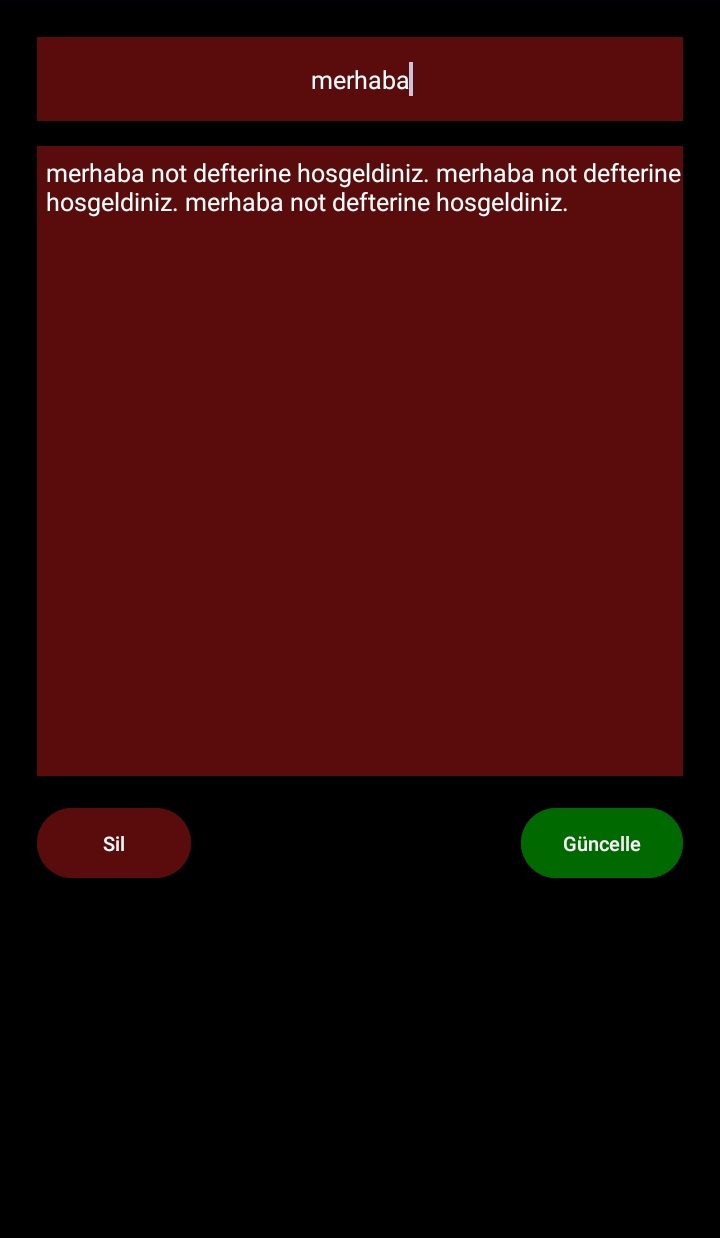 merhaba
merhaba not defterine hosgeldiniz. merhaba not defterine
hosgeldiniz. merhaba not defterine hosgeldiniz.
Sil
Güncelle